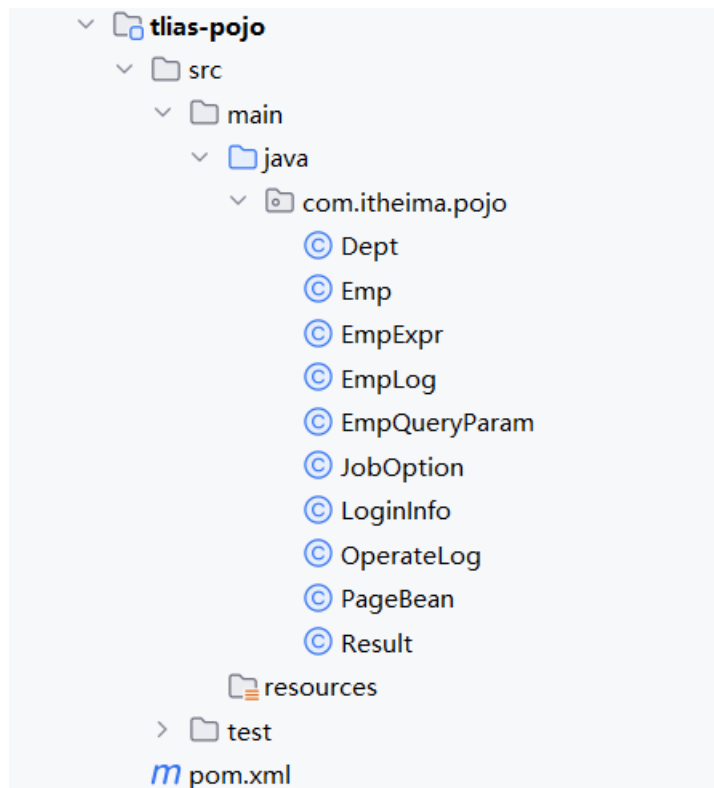 tlias-pojo
src
main
java
com.itheima.pojo
Dept
Emp
EmpExpr
EmpLog
EmpQueryParam
JobOption
LoginInfo
OperateLog
PageBean
Result
resources
test
pom.xml